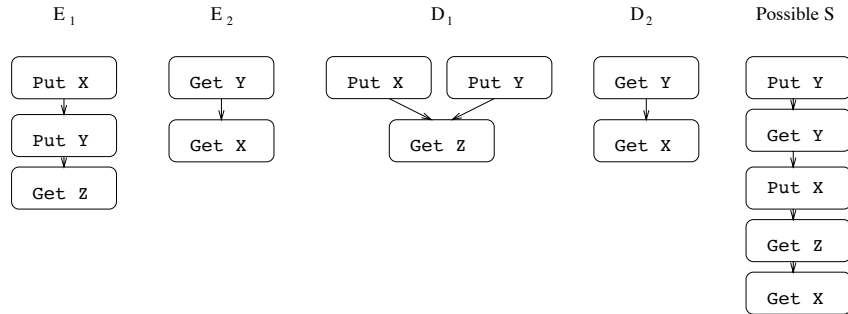 E 1
Put X
Put Y
Get Z
E 2
Get Y
Get X
D 1
Put X Put Y
Get Z
D 2
Get Y
Get X
Possible S
Put Y
Get Y
Put X
Get Z
Get X